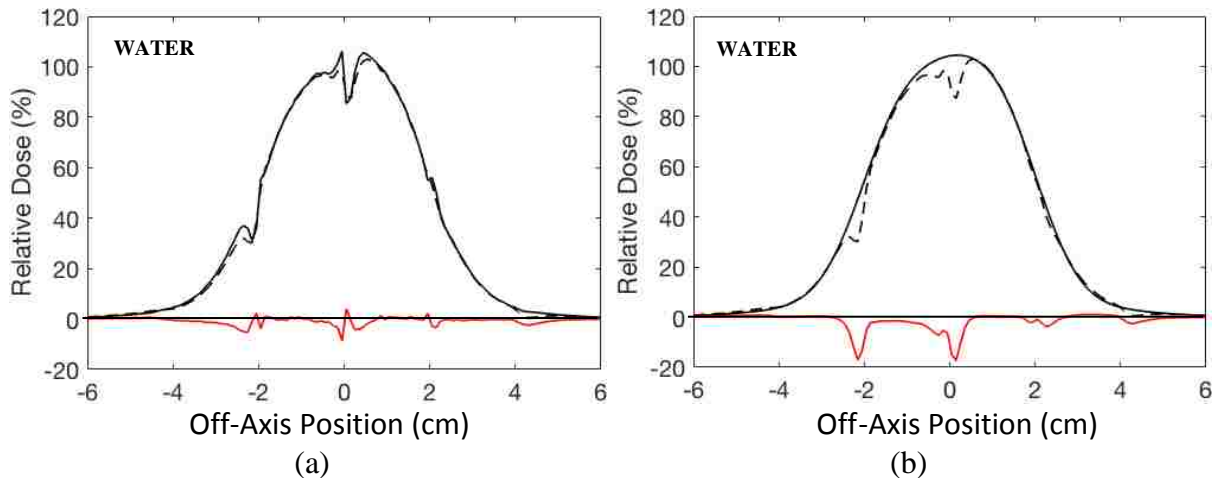 120
100
80
60
40
20
0
-20
WATER
Relative Dose (%)
-6 -4 -2 0 2 4 6
Off-Axis Position (cm)
(a)
120
100
80
60
40
20
0
-20
WATER
Relative Dose (%)
-6 -4 -2 0 2 4 6
Off-Axis Position (cm)
(b)